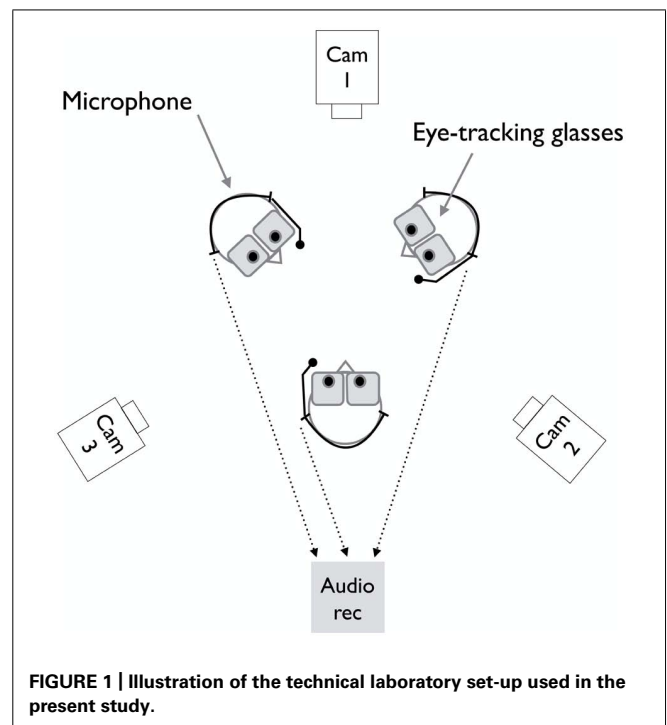 Cam
1
Microphone
Eye-tracking glasses
Cam
3
Cam
2
Audio
rec
FIGURE 1 | Illustration of the technical laboratory set-up used in the
present study.